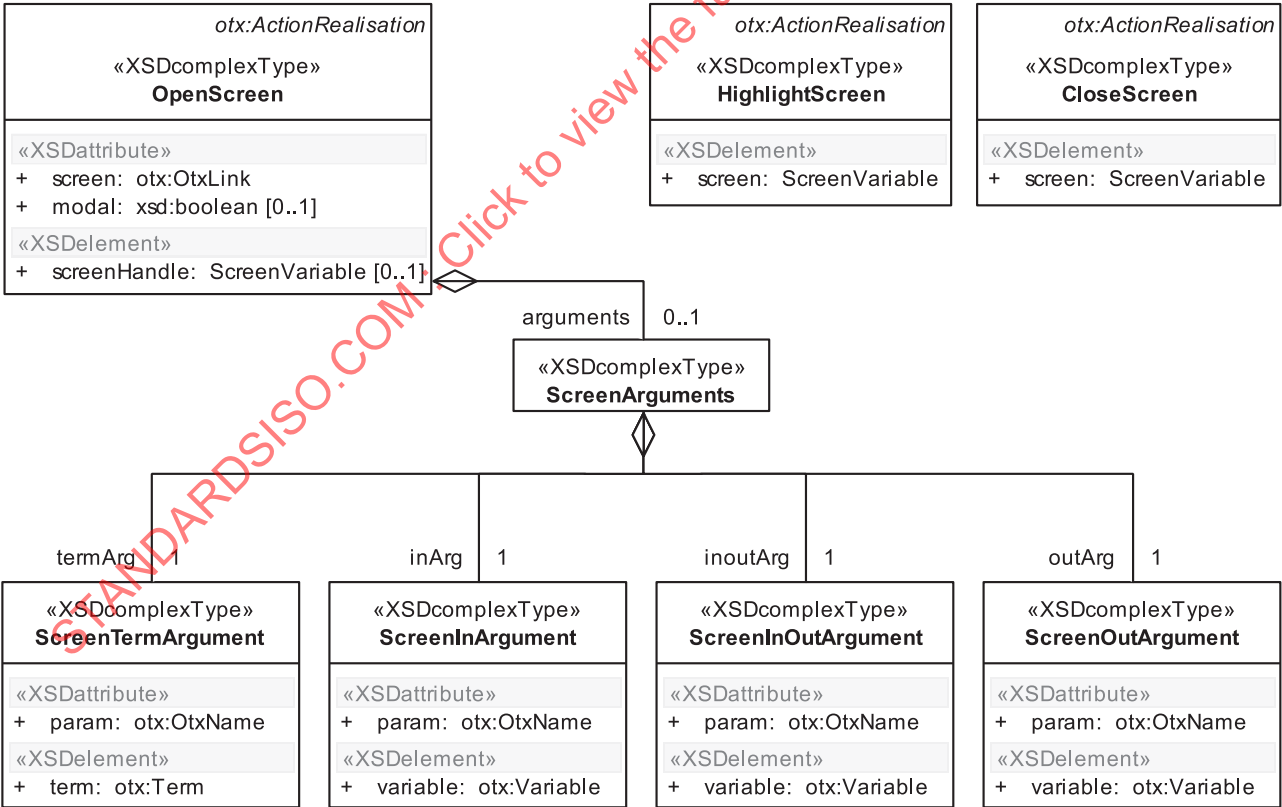 otx:ActionRealisation
«XSDcomplexType»
OpenScreen
«XSDattribute»
+ screen: otx:OtxLink
+ modal: xsd:boolean [0..1]
«XSDelement»
+ screenHandle: ScreenVariable [0..1]
otx:ActionRealisation
«XSDcomplexType»
HighlightScreen
«XSDelement»
+ screen: ScreenVariable
otx:ActionRealisation
«XSDcomplexType»
CloseScreen
«XSDelement»
+ screen: ScreenVariable
arguments 0..1
«XSDcomplexType»
ScreenArguments
termArg 1
inArg 1
inoutArg 1
outArg 1
«XSDcomplexType»
ScreenTermArgument
«XSDattribute»
+ param: otx:OtxName
«XSDelement»
+ term: otx:Term
«XSDcomplexType»
ScreenInArgument
«XSDattribute»
+ param: otx:OtxName
«XSDelement»
+ variable: otx:Variable
«XSDcomplexType»
ScreenInOutArgument
«XSDattribute»
+ param: otx:OtxName
«XSDelement»
+ variable: otx:Variable
«XSDcomplexType»
ScreenOutArgument
«XSDattribute»
+ param: otx:OtxName
«XSDelement»
+ variable: otx:Variable
STANDARDSISO.COM : Click to view the